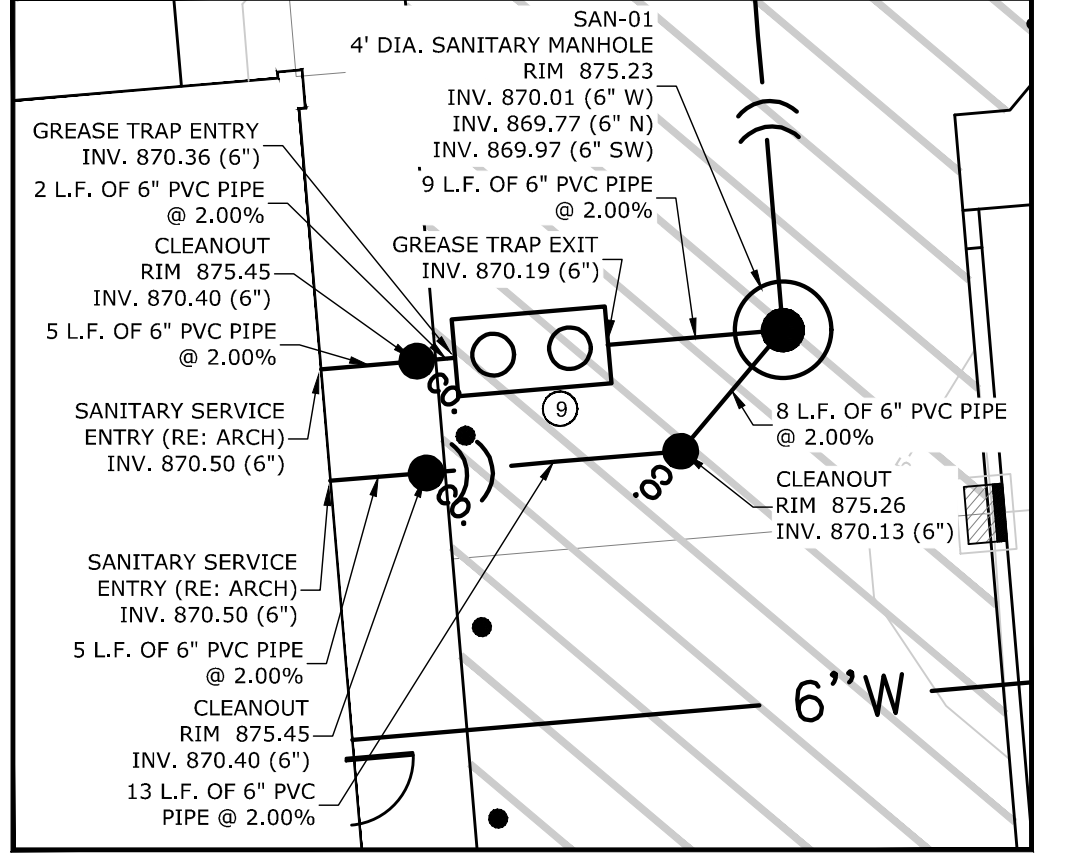 SAN-01
4' DIA. SANITARY MANHOLE
RIM 875.23
INV. 870.01 (6" W)
INV. 869.77 (6" N)
INV. 869.97 (6" SW)
GREASE TRAP ENTRY
INV. 870.36 (6")
2 L.F. OF 6" PVC PIPE
@ 2.00%
9 L.F. OF 6" PVC PIPE
@ 2.00%
CLEANOUT
RIM 875.45
INV. 870.40 (6")
GREASE TRAP EXIT
INV. 870.19 (6")
5 L.F. OF 6" PVC PIPE
@ 2.00%
SANITARY SERVICE
ENTRY (RE: ARCH)
INV. 870.50 (6")
CO.
9
8 L.F. OF 6" PVC PIPE
@ 2.00%
CO.
CO.
CLEANOUT
RIM 875.26
INV. 870.13 (6")
SANITARY SERVICE
ENTRY (RE: ARCH)
INV. 870.50 (6")
5 L.F. OF 6" PVC PIPE
@ 2.00%
CLEANOUT
RIM 875.45
INV. 870.40 (6")
6’’W
13 L.F. OF 6" PVC
PIPE @ 2.00%